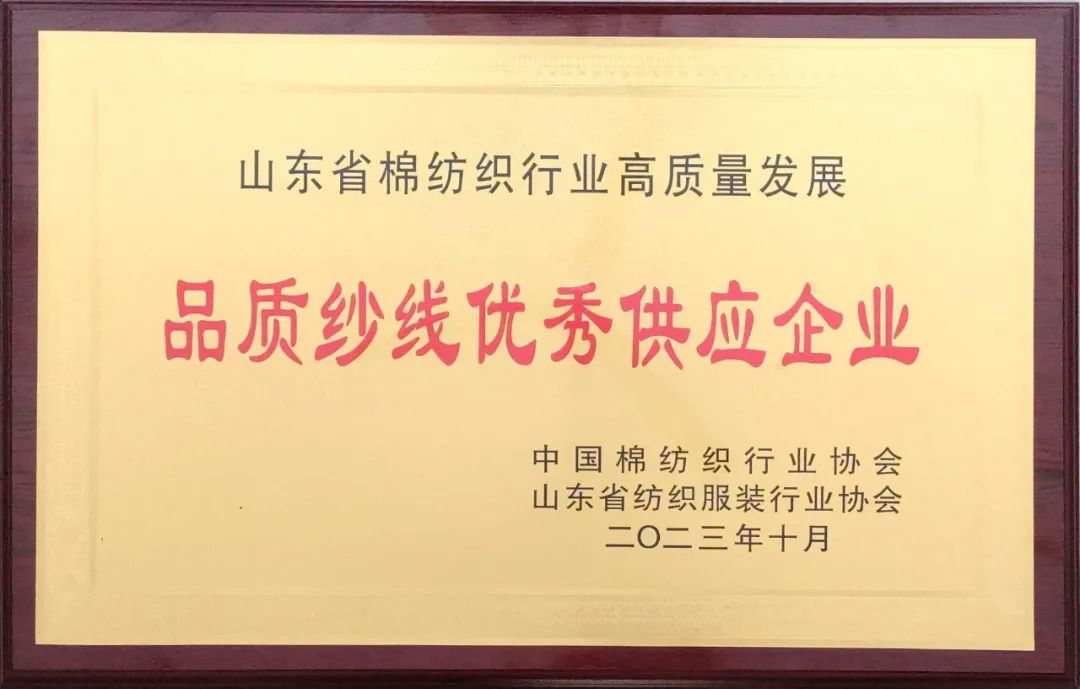 山东省棉纺织行业高质量发展
品质纱线优秀供应企业
中国棉纺织行业协会
山东省纺织服装行业协会
二〇二三年十月